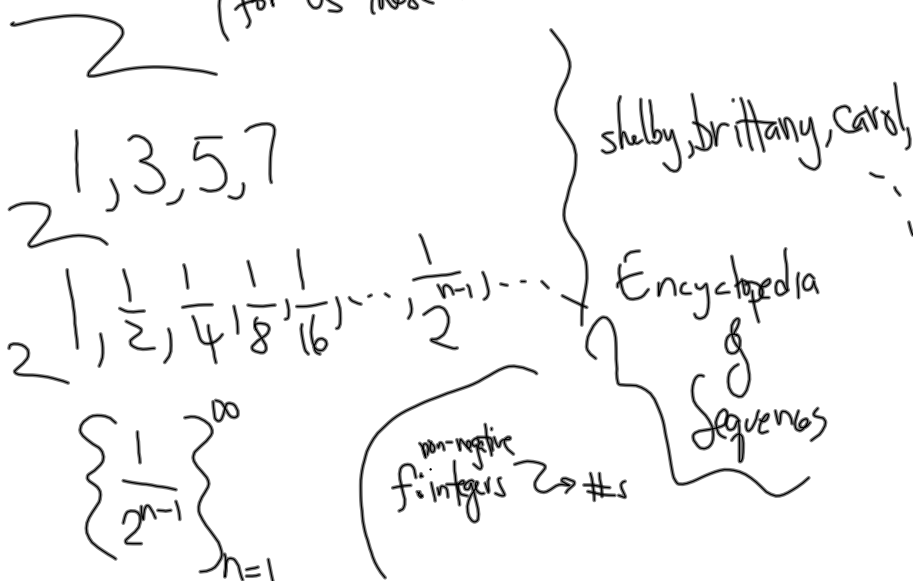 (for us these
1, 3, 5, 7
shelby, brittany, carol, ...
1, 1/2, 1/4, 1/8, 1/16, ..., 1/2^{n-1}, ...
Encyclopedia
of
Sequences
{1/2^{n-1}}_{n=1}^∞
non-negative
f: integers → #s